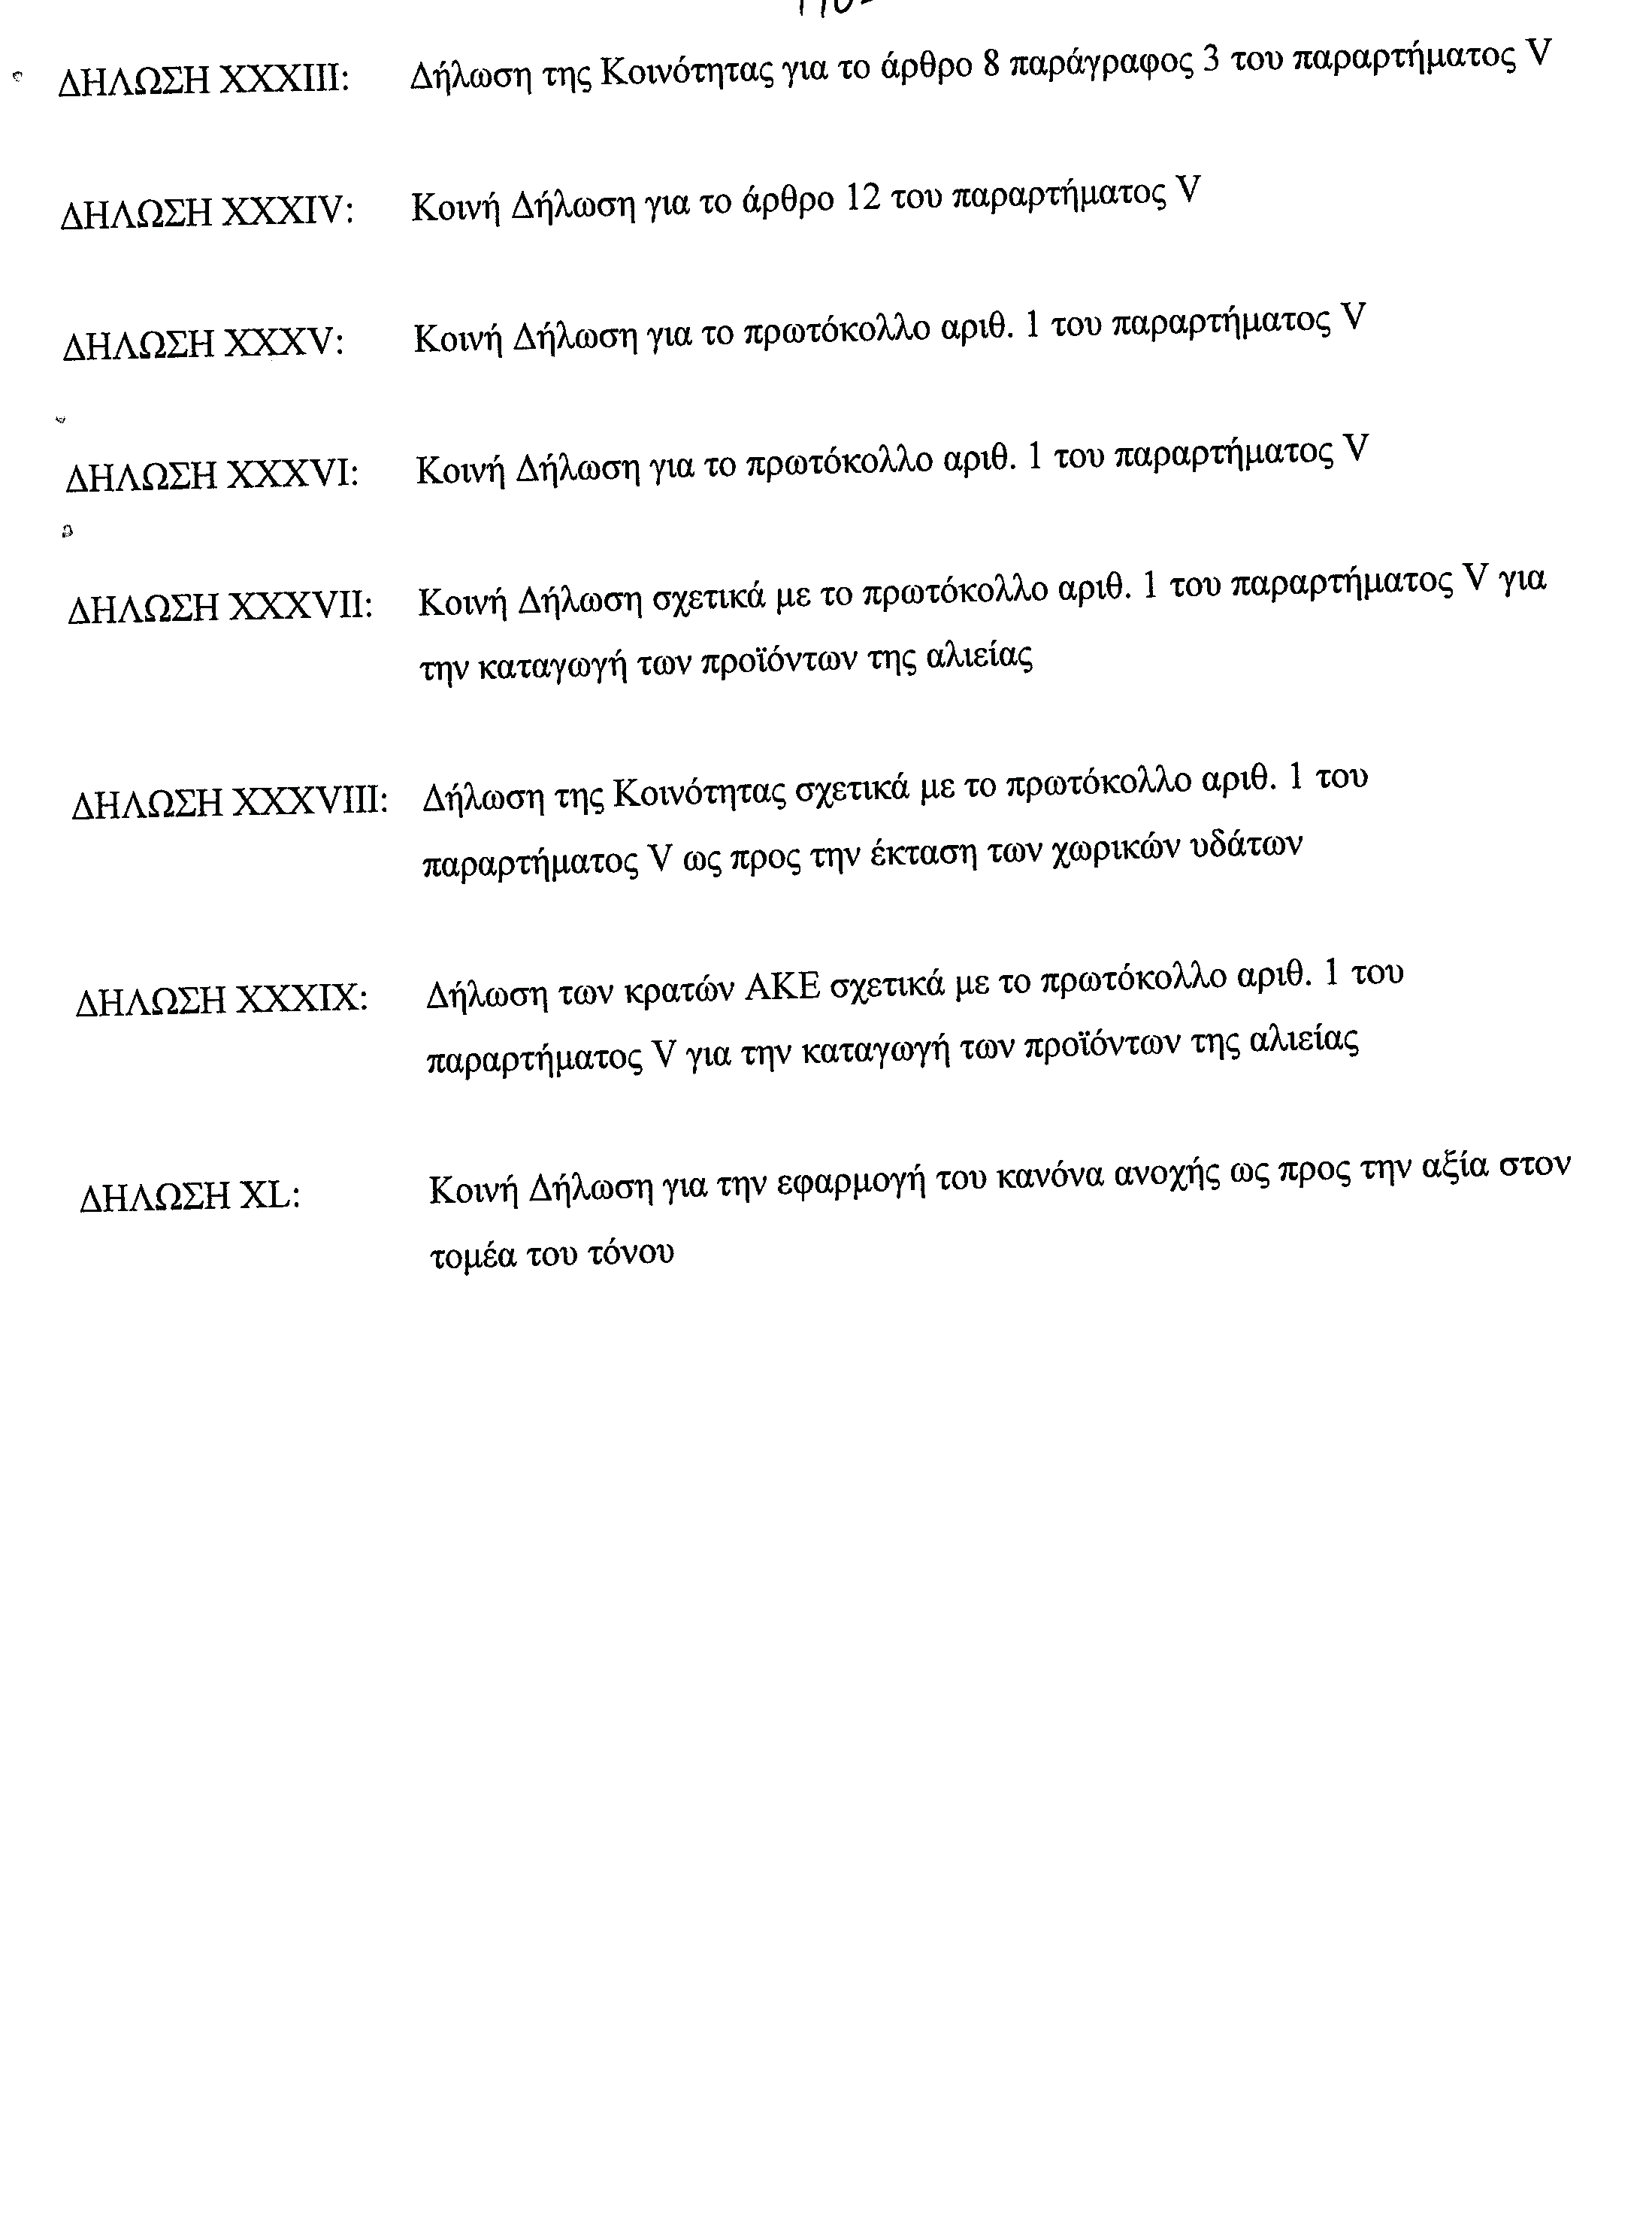 ΔΗΛΩΣΗ XXXIII: Δήλωση της Κοινότητας για το άρθρο 8 παράγραφος 3 του παραρτήματος V
ΔΗΛΩΣΗ XXXIV: Κοινή Δήλωση για το άρθρο 12 του παραρτήματος V
ΔΗΛΩΣΗ XXXV: Κοινή Δήλωση για το πρωτόκολλο αριθ. 1 του παραρτήματος V
ΔΗΛΩΣΗ XXXVI: Κοινή Δήλωση για το πρωτόκολλο αριθ. 1 του παραρτήματος V
ΔΗΛΩΣΗ XXXVII: Κοινή Δήλωση σχετικά με το πρωτόκολλο αριθ. 1 του παραρτήματος V για
την καταγωγή των προϊόντων της αλιείας
ΔΗΛΩΣΗ XXXVIII: Δήλωση της Κοινότητας σχετικά με το πρωτόκολλο αριθ. 1 του
παραρτήματος V ως προς την έκταση των χωρικών υδάτων
ΔΗΛΩΣΗ XXXIX: Δήλωση των κρατών ΑΚΕ σχετικά με το πρωτόκολλο αριθ. 1 του
παραρτήματος V για την καταγωγή των προϊόντων της αλιείας
ΔΗΛΩΣΗ XL: Κοινή Δήλωση για την εφαρμογή του κανόνα ανοχής ως προς την αξία στον
τομέα του τόνου